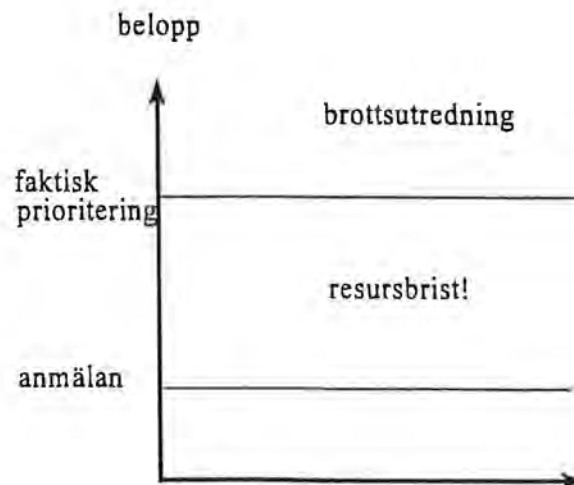 belopp
brottsutredning
faktisk
prioritering
resursbrist!
anmälan